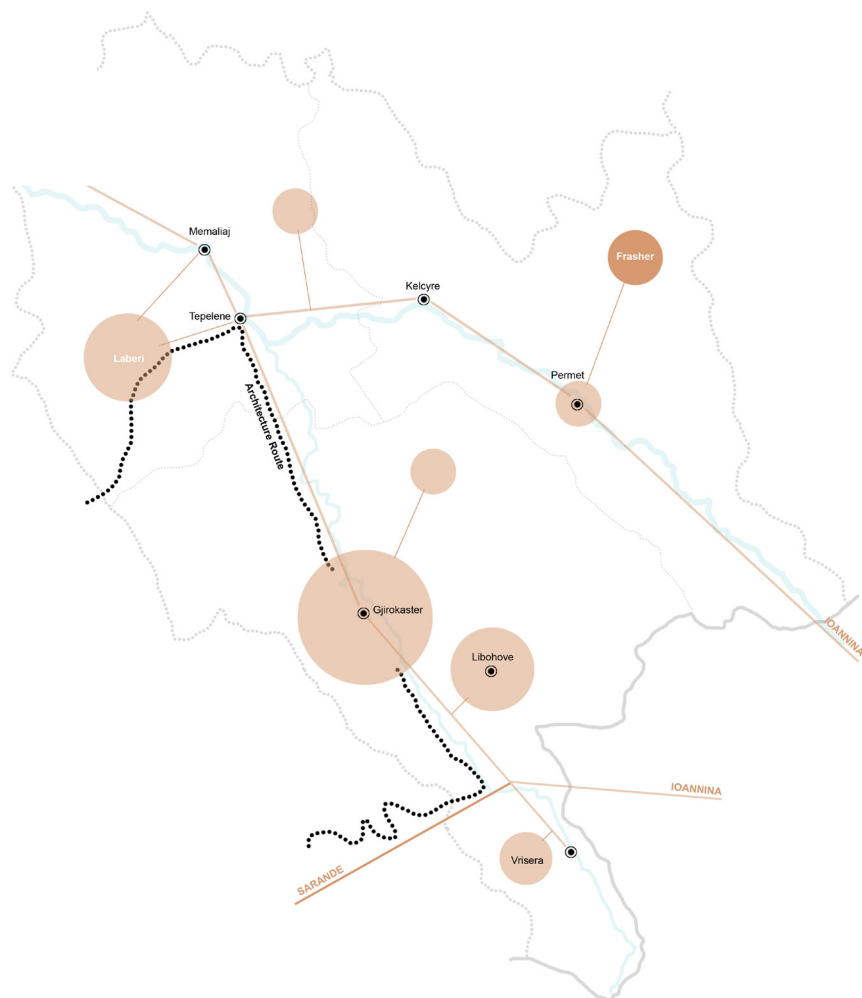 Memaliaj
Frasher
Kelcyre
Tepelene
Laberi
Permet
Architecture Route
Gjirokaster
IOANNINA
Libohove
IOANNINA
Vrisera
SARANDE